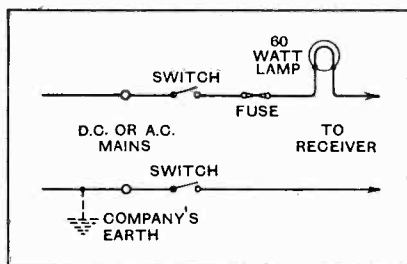 60
WATT
LAMP
SWITCH
FUSE
D.C. OR A.C.
MAINS
TO
RECEIVER
SWITCH
COMPANY'S
EARTH